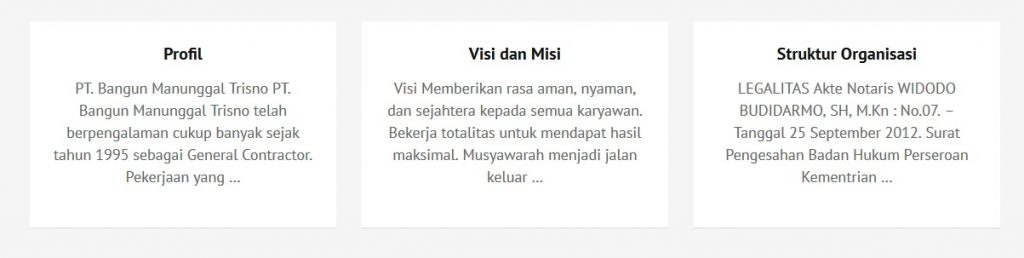 Profil
PT. Bangun Manunggal Trisno PT.
Bangun Manunggal Trisno telah
berpengalaman cukup banyak sejak
tahun 1995 sebagai General Contractor.
Pekerjaan yang ...
Visi dan Misi
Visi Memberikan rasa aman, nyaman,
dan sejahtera kepada semua karyawan.
Bekerja totalitas untuk mendapat hasil
maksimal. Musyawarah menjadi jalan
keluar ...
Struktur Organisasi
LEGALITAS Akte Notaris WIDODO
BUDIDARMO, SH, M.Kn : No.07. –
Tanggal 25 September 2012. Surat
Pengesahan Badan Hukum Perseroan
Kementrian ...